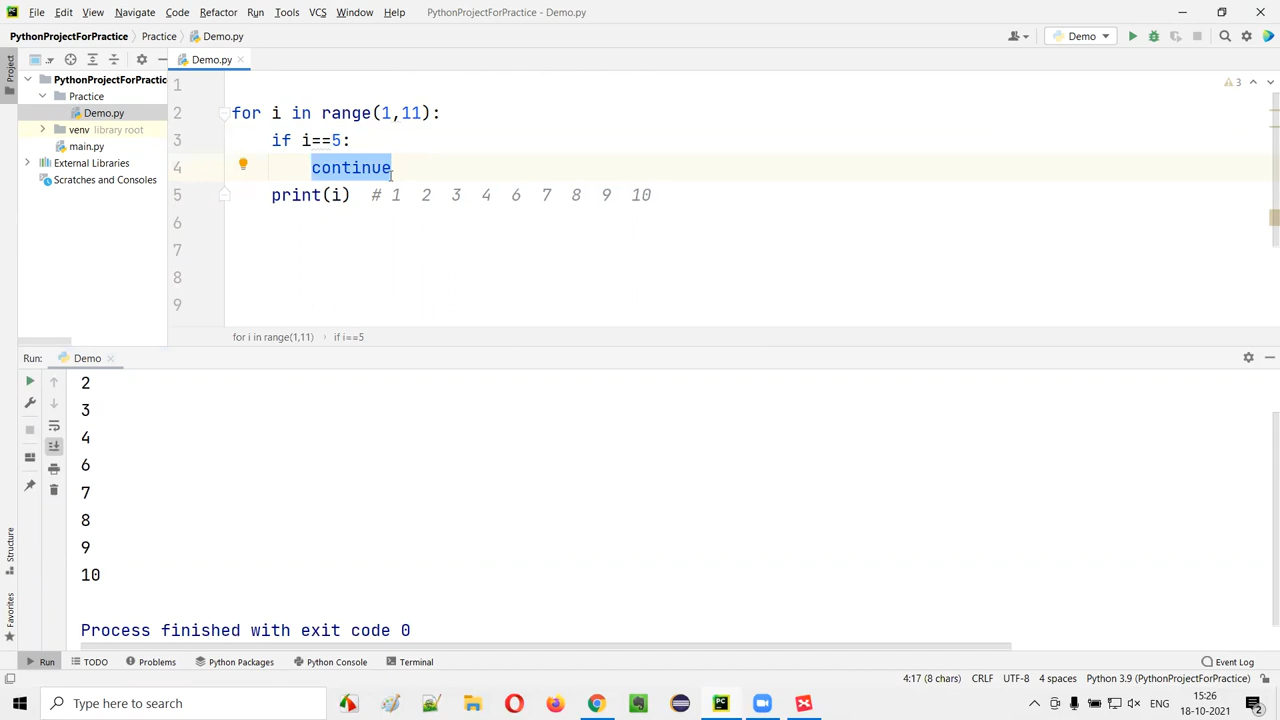 File Edit View Navigate Code Refactor Run Tools VCS Window Help PythonProjectForPractice - Demo.py
PythonProjectForPractice Practice Demo.py Demo
Project
Demo.py
PythonProjectForPractic
Practice
Demo.py
venv library root
main.py
External Libraries
Scratches and Consoles
3
1
2 for i in range(1,11):
3 if i==5:
4 continue
5 print(i) # 1 2 3 4 6 7 8 9 10
6
7
8
9
for i in range(1,11) › if i==5
Run: Demo
2
3
4
6
7
8
9
10
Process finished with exit code 0
Structure
Favorites
Run TODO Problems Python Packages Python Console Terminal Event Log
4:17 (8 chars) CRLF UTF-8 4 spaces Python 3.9 (PythonProjectForPractice)
Type here to search
ENG 15:26
18-10-2021 2